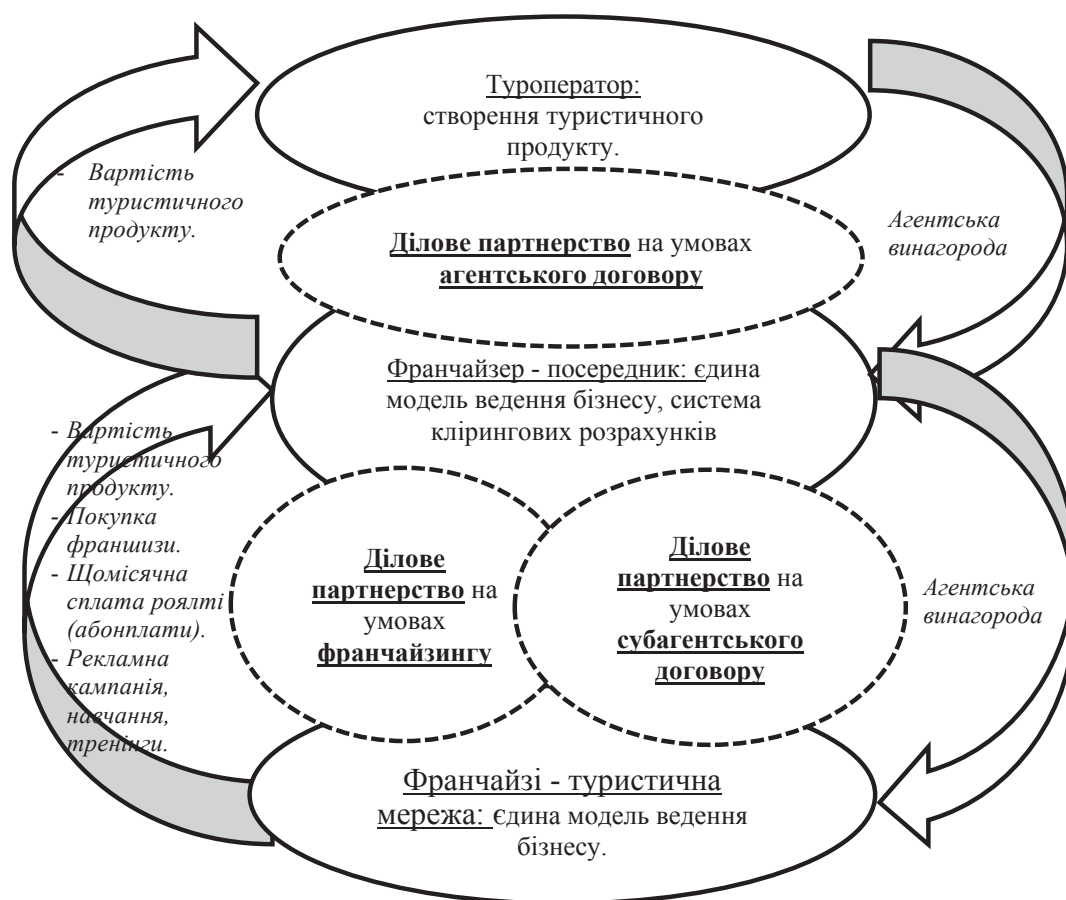 Туроператор:
створення туристичного
продукту.
- Вартість
туристичного
продукту.
Агентська
винагорода
Ділове партнерство на умовах
агентського договору
Франчайзер - посередник: єдина
модель ведення бізнесу, система
клірингових розрахунків
- Вартість
туристичного
продукту.
- Покупка
франшизи.
- Щомісячна
сплата роялті
(абонплати).
- Рекламна
кампанія,
навчання,
тренінги.
Ділове
партнерство на
умовах
франчайзингу
Ділове
партнерство на
умовах
субагентського
договору
Агентська
винагорода
Франчайзі - туристична
мережа: єдина модель ведення
бізнесу.